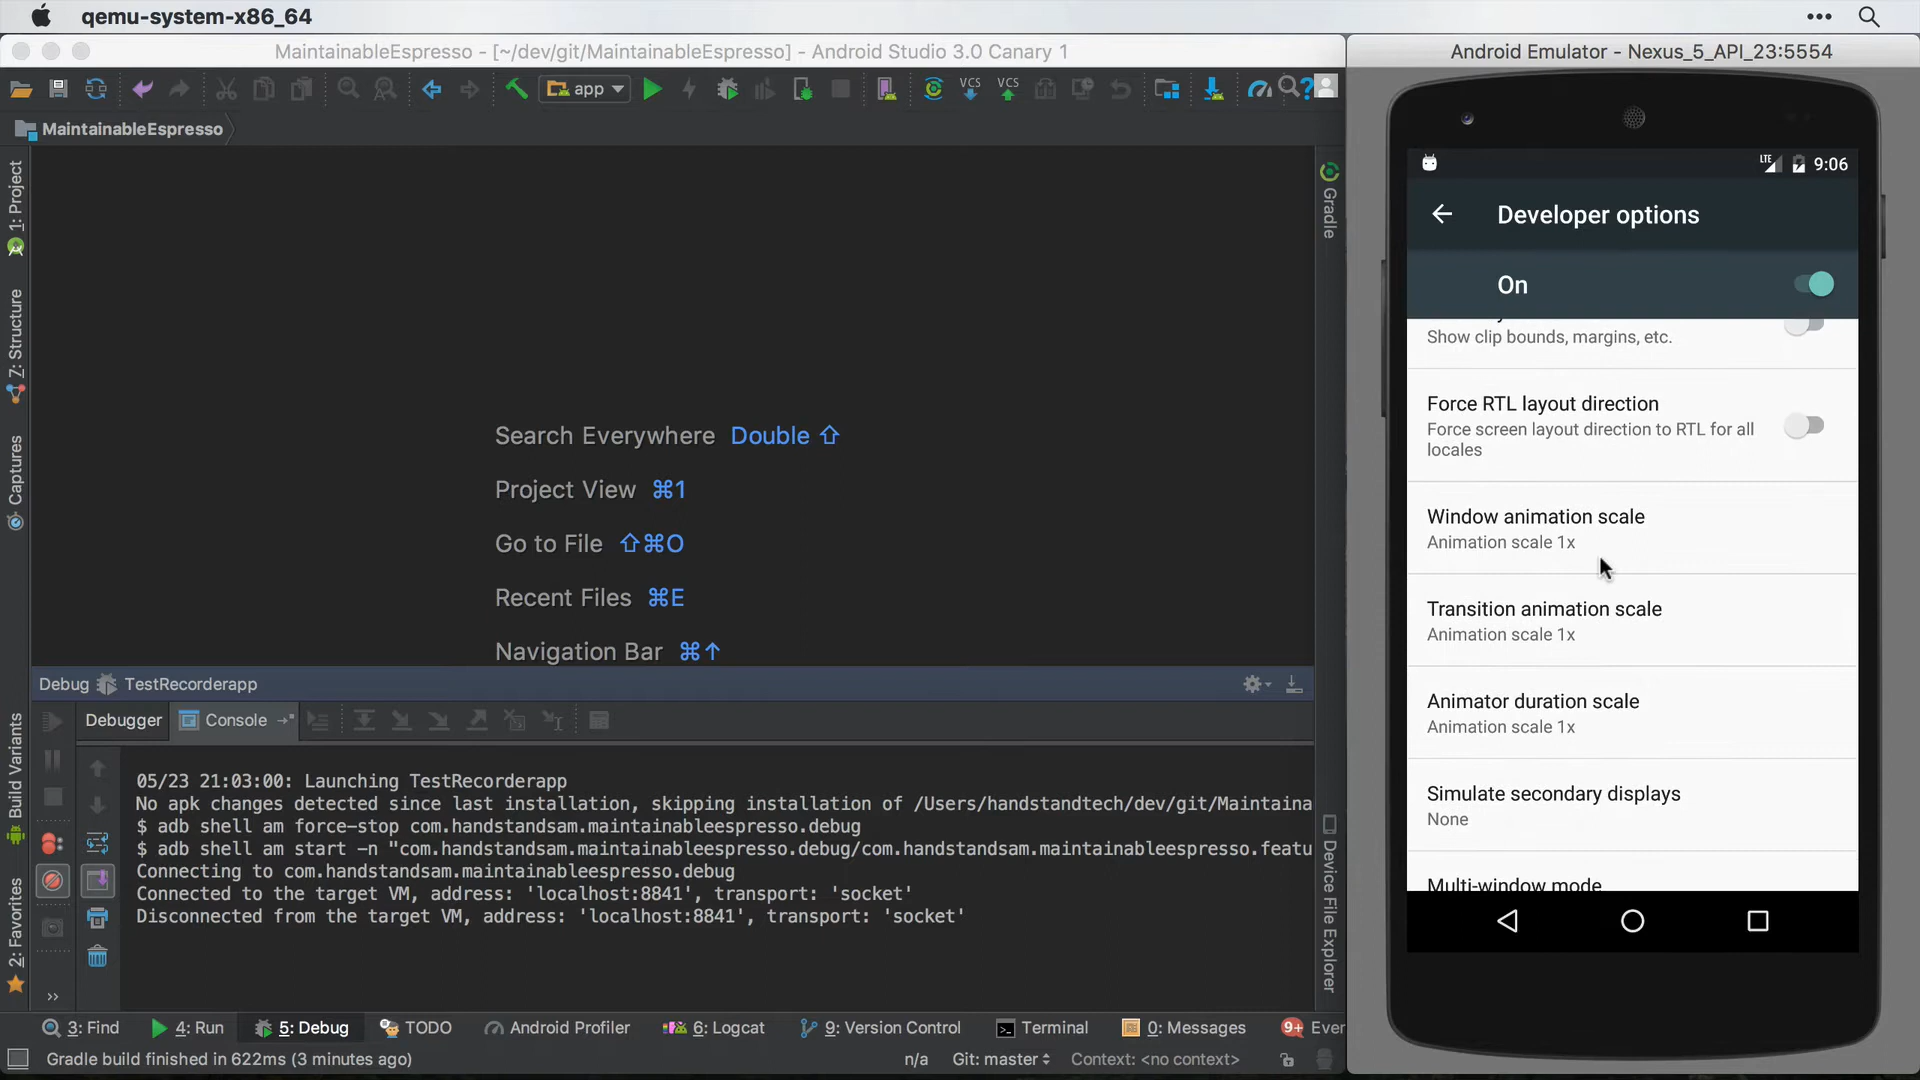 qemu-system-x86_64
MaintainableEspresso - [~/dev/git/MaintainableEspresso] - Android Studio 3.0 Canary 1
app
VCS
VCS
MaintainableEspresso
1: Project
Z: Structure
Captures
Build Variants
2: Favorites
Search Everywhere Double ⇧
Project View ⌘1
Go to File ⇧⌘O
Recent Files ⌘E
Navigation Bar ⌘↑
Gradle
Device File Explorer
Debug TestRecorderapp
Debugger
Console
05/23 21:03:00: Launching TestRecorderapp
No apk changes detected since last installation, skipping installation of /Users/handstandtech/dev/git/Maintaina
$ adb shell am force-stop com.handstandsam.maintainableespresso.debug
$ adb shell am start -n "com.handstandsam.maintainableespresso.debug/com.handstandsam.maintainableespresso.featu
Connecting to com.handstandsam.maintainableespresso.debug
Connected to the target VM, address: 'localhost:8841', transport: 'socket'
Disconnected from the target VM, address: 'localhost:8841', transport: 'socket'
3: Find
4: Run
5: Debug
TODO
Android Profiler
6: Logcat
9: Version Control
Terminal
0: Messages
9+ Ever
Gradle build finished in 622ms (3 minutes ago)
n/a
Git: master
Context: <no context>
Android Emulator - Nexus_5_API_23:5554
LTE
9:06
Developer options
On
Show clip bounds, margins, etc.
Force RTL layout direction
Force screen layout direction to RTL for all
locales
Window animation scale
Animation scale 1x
Transition animation scale
Animation scale 1x
Animator duration scale
Animation scale 1x
Simulate secondary displays
None
Multi-window mode